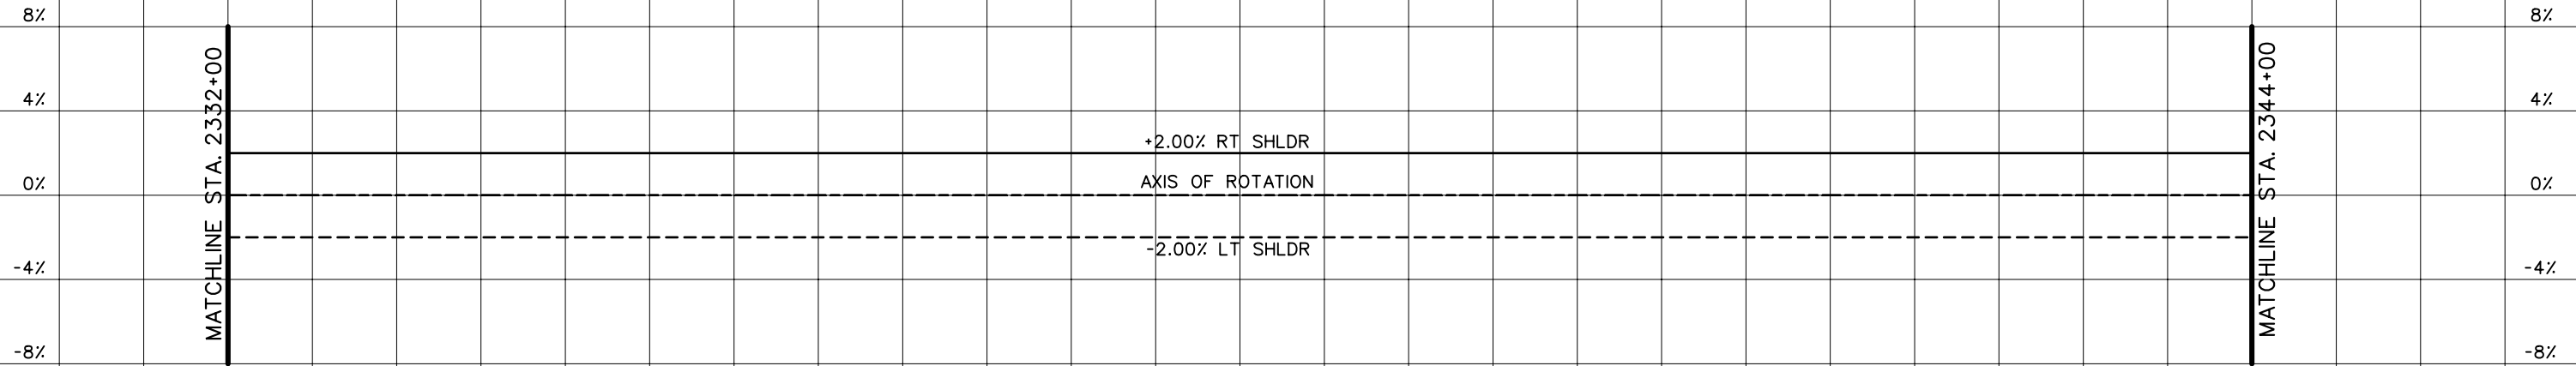 8% 8%
MATCHLINE STA. 2332+00
MATCHLINE STA. 2344+00
4% 4%
+2.00% RT SHLDR
0% AXIS OF ROTATION 0%
-2.00% LT SHLDR
-4% -4%
-8% -8%